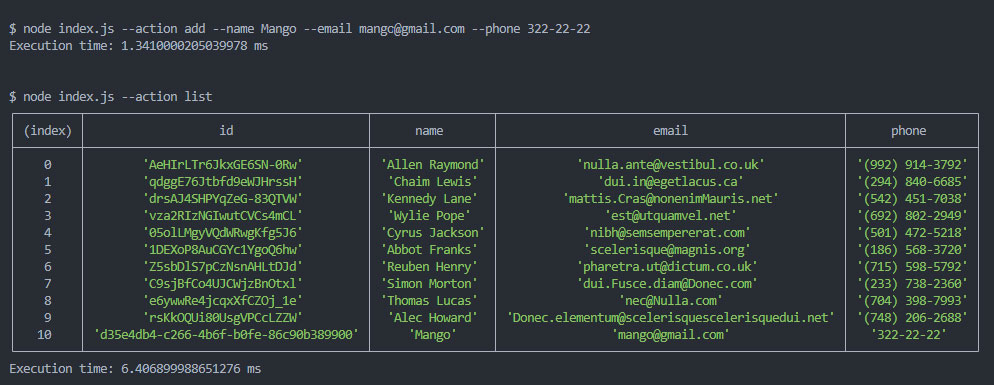 $ node index.js --action add --name Mango --email mango@gmail.com --phone 322-22-22
Execution time: 1.3410000205039978 ms
$ node index.js --action list
(index) id name email phone
0 'AeHIrLTr6JkxGE6SN-0Rw' 'Allen Raymond' 'nulla.ante@vestibul.co.uk' '(992) 914-3792'
1 'qdggE76Jtbfd9eWJHrssH' 'Chaim Lewis' 'dui.in@egetlacus.ca' '(294) 840-6685'
2 'drsAJ4SHPYqZeG-83QTVW' 'Kennedy Lane' 'mattis.Cras@nonenimMauris.net' '(542) 451-7038'
3 'vza2RIzNGIwutCVCs4mCL' 'Wylie Pope' 'est@utquamvel.net' '(692) 802-2949'
4 '05olLMgyVQdWRwgKfg5J6' 'Cyrus Jackson' 'nibh@semsempererat.com' '(501) 472-5218'
5 '1DEXoP8AuCGYc1YgoQ6hw' 'Abbot Franks' 'scelerisque@magnis.org' '(186) 568-3720'
6 'Z5sbDlS7pCzNsnAHLtDJd' 'Reuben Henry' 'pharetra.ut@dictum.co.uk' '(715) 598-5792'
7 'C9sjBfCo4UJCWjzBnOtxl' 'Simon Morton' 'dui.Fusce.diam@Donec.com' '(233) 738-2360'
8 'e6ywwRe4jcqxXfCZOj_1e' 'Thomas Lucas' 'nec@Nulla.com' '(704) 398-7993'
9 'rsKkOQUi80UsgVPCcLZZW' 'Alec Howard' 'Donec.elementum@scelerisquescelerisquedui.net' '(748) 206-2688'
10 'd35e4db4-c266-4b6f-b0fe-86c90b389900' 'Mango' 'mango@gmail.com' '322-22-22'
Execution time: 6.406899988651276 ms